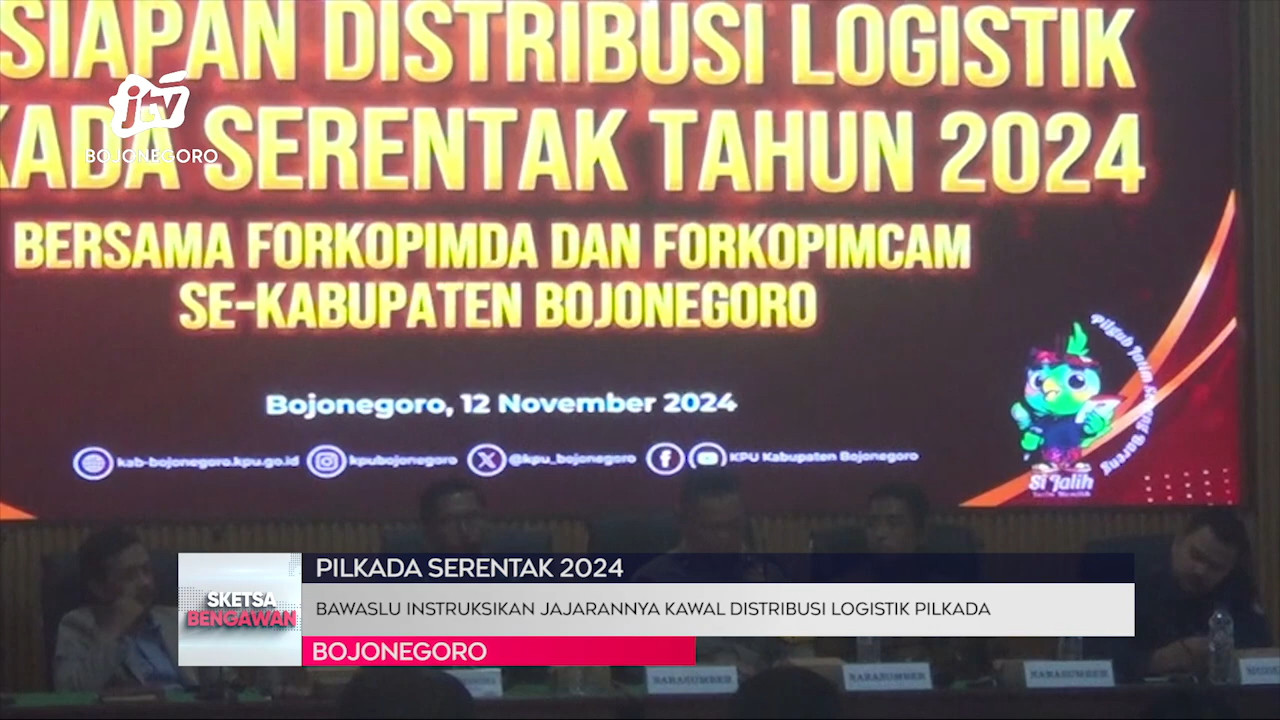 SIAPAN DISTRIBUSI LOGISTIK
KADA SERENTAK TAHUN 2024
BERSAMA FORKOPIMDA DAN FORKOPIMCAM
SE-KABUPATEN BOJONEGORO
Bojonegoro, 12 November 2024
kab-bojonegoro.kpu.go.id
kpubojonegoro
@kpu_bojonegoro
KPU Kabupaten Bojonegoro
Si Jalih
jtv
BOJONEGORO
PILKADA SERENTAK 2024
SKETSA
BENGAWAN
BAWASLU INSTRUKSIKAN JAJARANNYA KAWAL DISTRIBUSI LOGISTIK PILKADA
BOJONEGORO
NARASUMBER
NARASUMBER
NARASUMBER